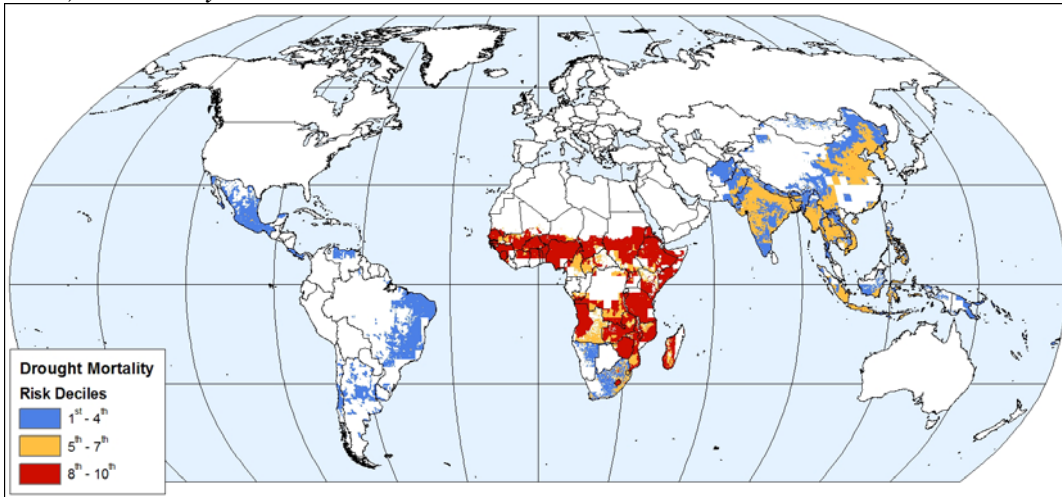 Drought Mortality
Risk Deciles
1st - 4th
5th - 7th
8th - 10th